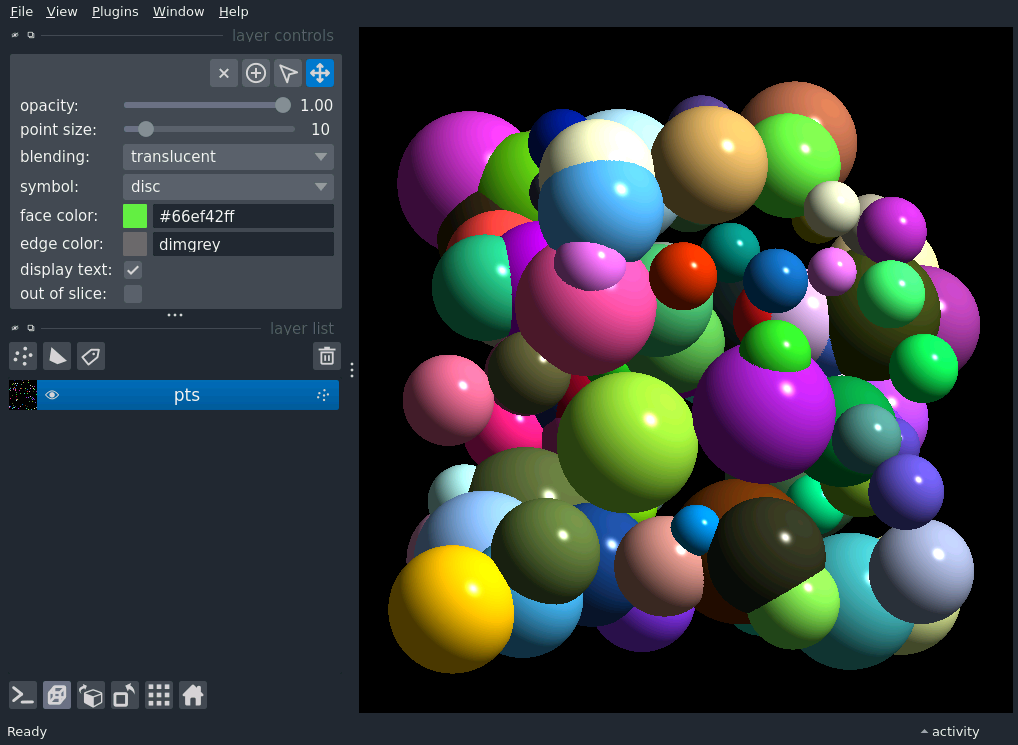 File View Plugins Window Help
layer controls
opacity: 1.00
point size: 10
blending: translucent
symbol: disc
face color: #66ef42ff
edge color: dimgrey
display text:
out of slice:
layer list
pts
Ready
activity